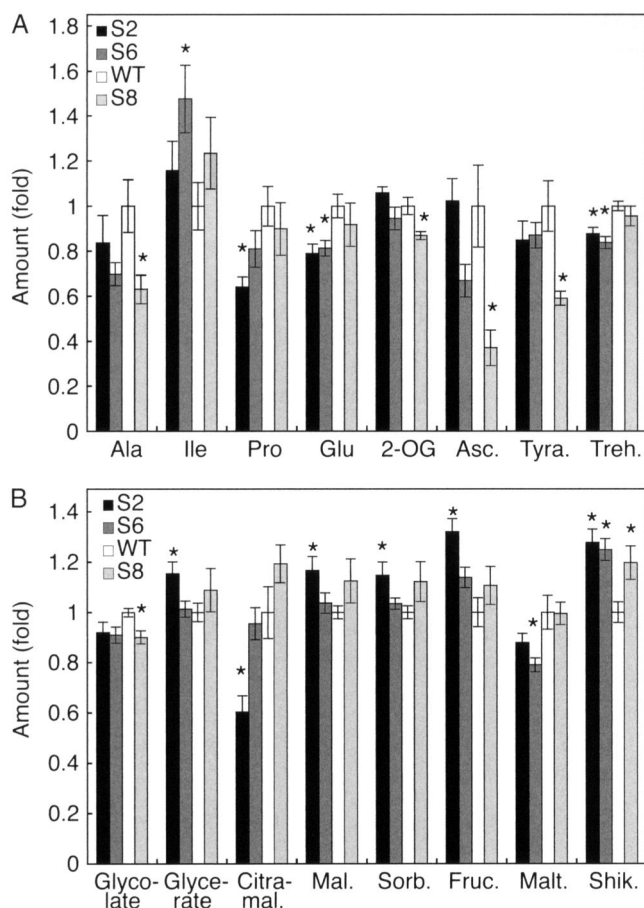 A
S2
S6
WT
S8
Amount (fold)
1.8
1.6
1.4
1.2
1
0.8
0.6
0.4
0.2
0
* * * * * * * * * *
Ala Ile Pro Glu 2-OG Asc. Tyra. Treh.
B
S2
S6
WT
S8
Amount (fold)
1.4
1.2
1
0.8
0.6
0.4
0.2
0
* * * * * * * * * *
Glyco- Glyce- Citra- Mal. Sorb. Fruc. Malt. Shik.
late rate mal.